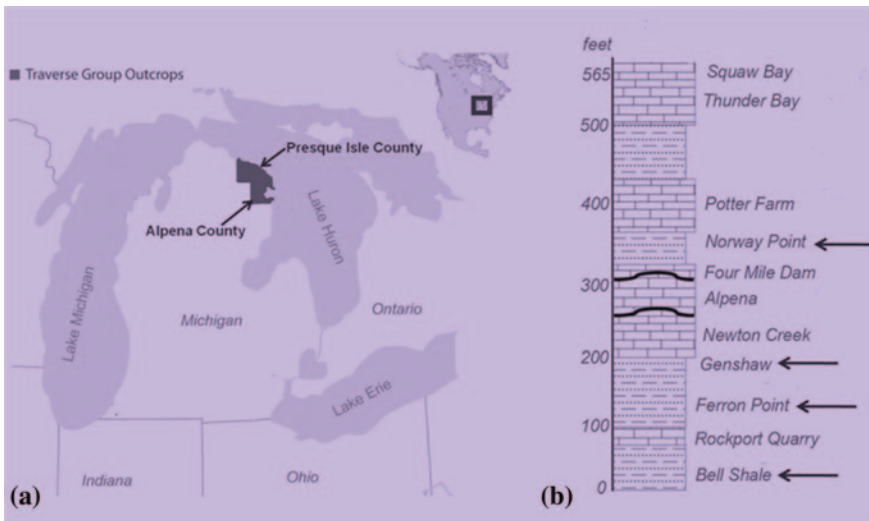 Traverse Group Outcrops
Presque Isle County
Alpena County
Lake Michigan
Lake Huron
Michigan
Ontario
Lake Erie
Indiana
Ohio
(a)
feet
565
500
400
300
200
100
0
Squaw Bay
Thunder Bay
Potter Farm
Norway Point
Four Mile Dam
Alpena
Newton Creek
Genshaw
Ferron Point
Rockport Quarry
Bell Shale
(b)